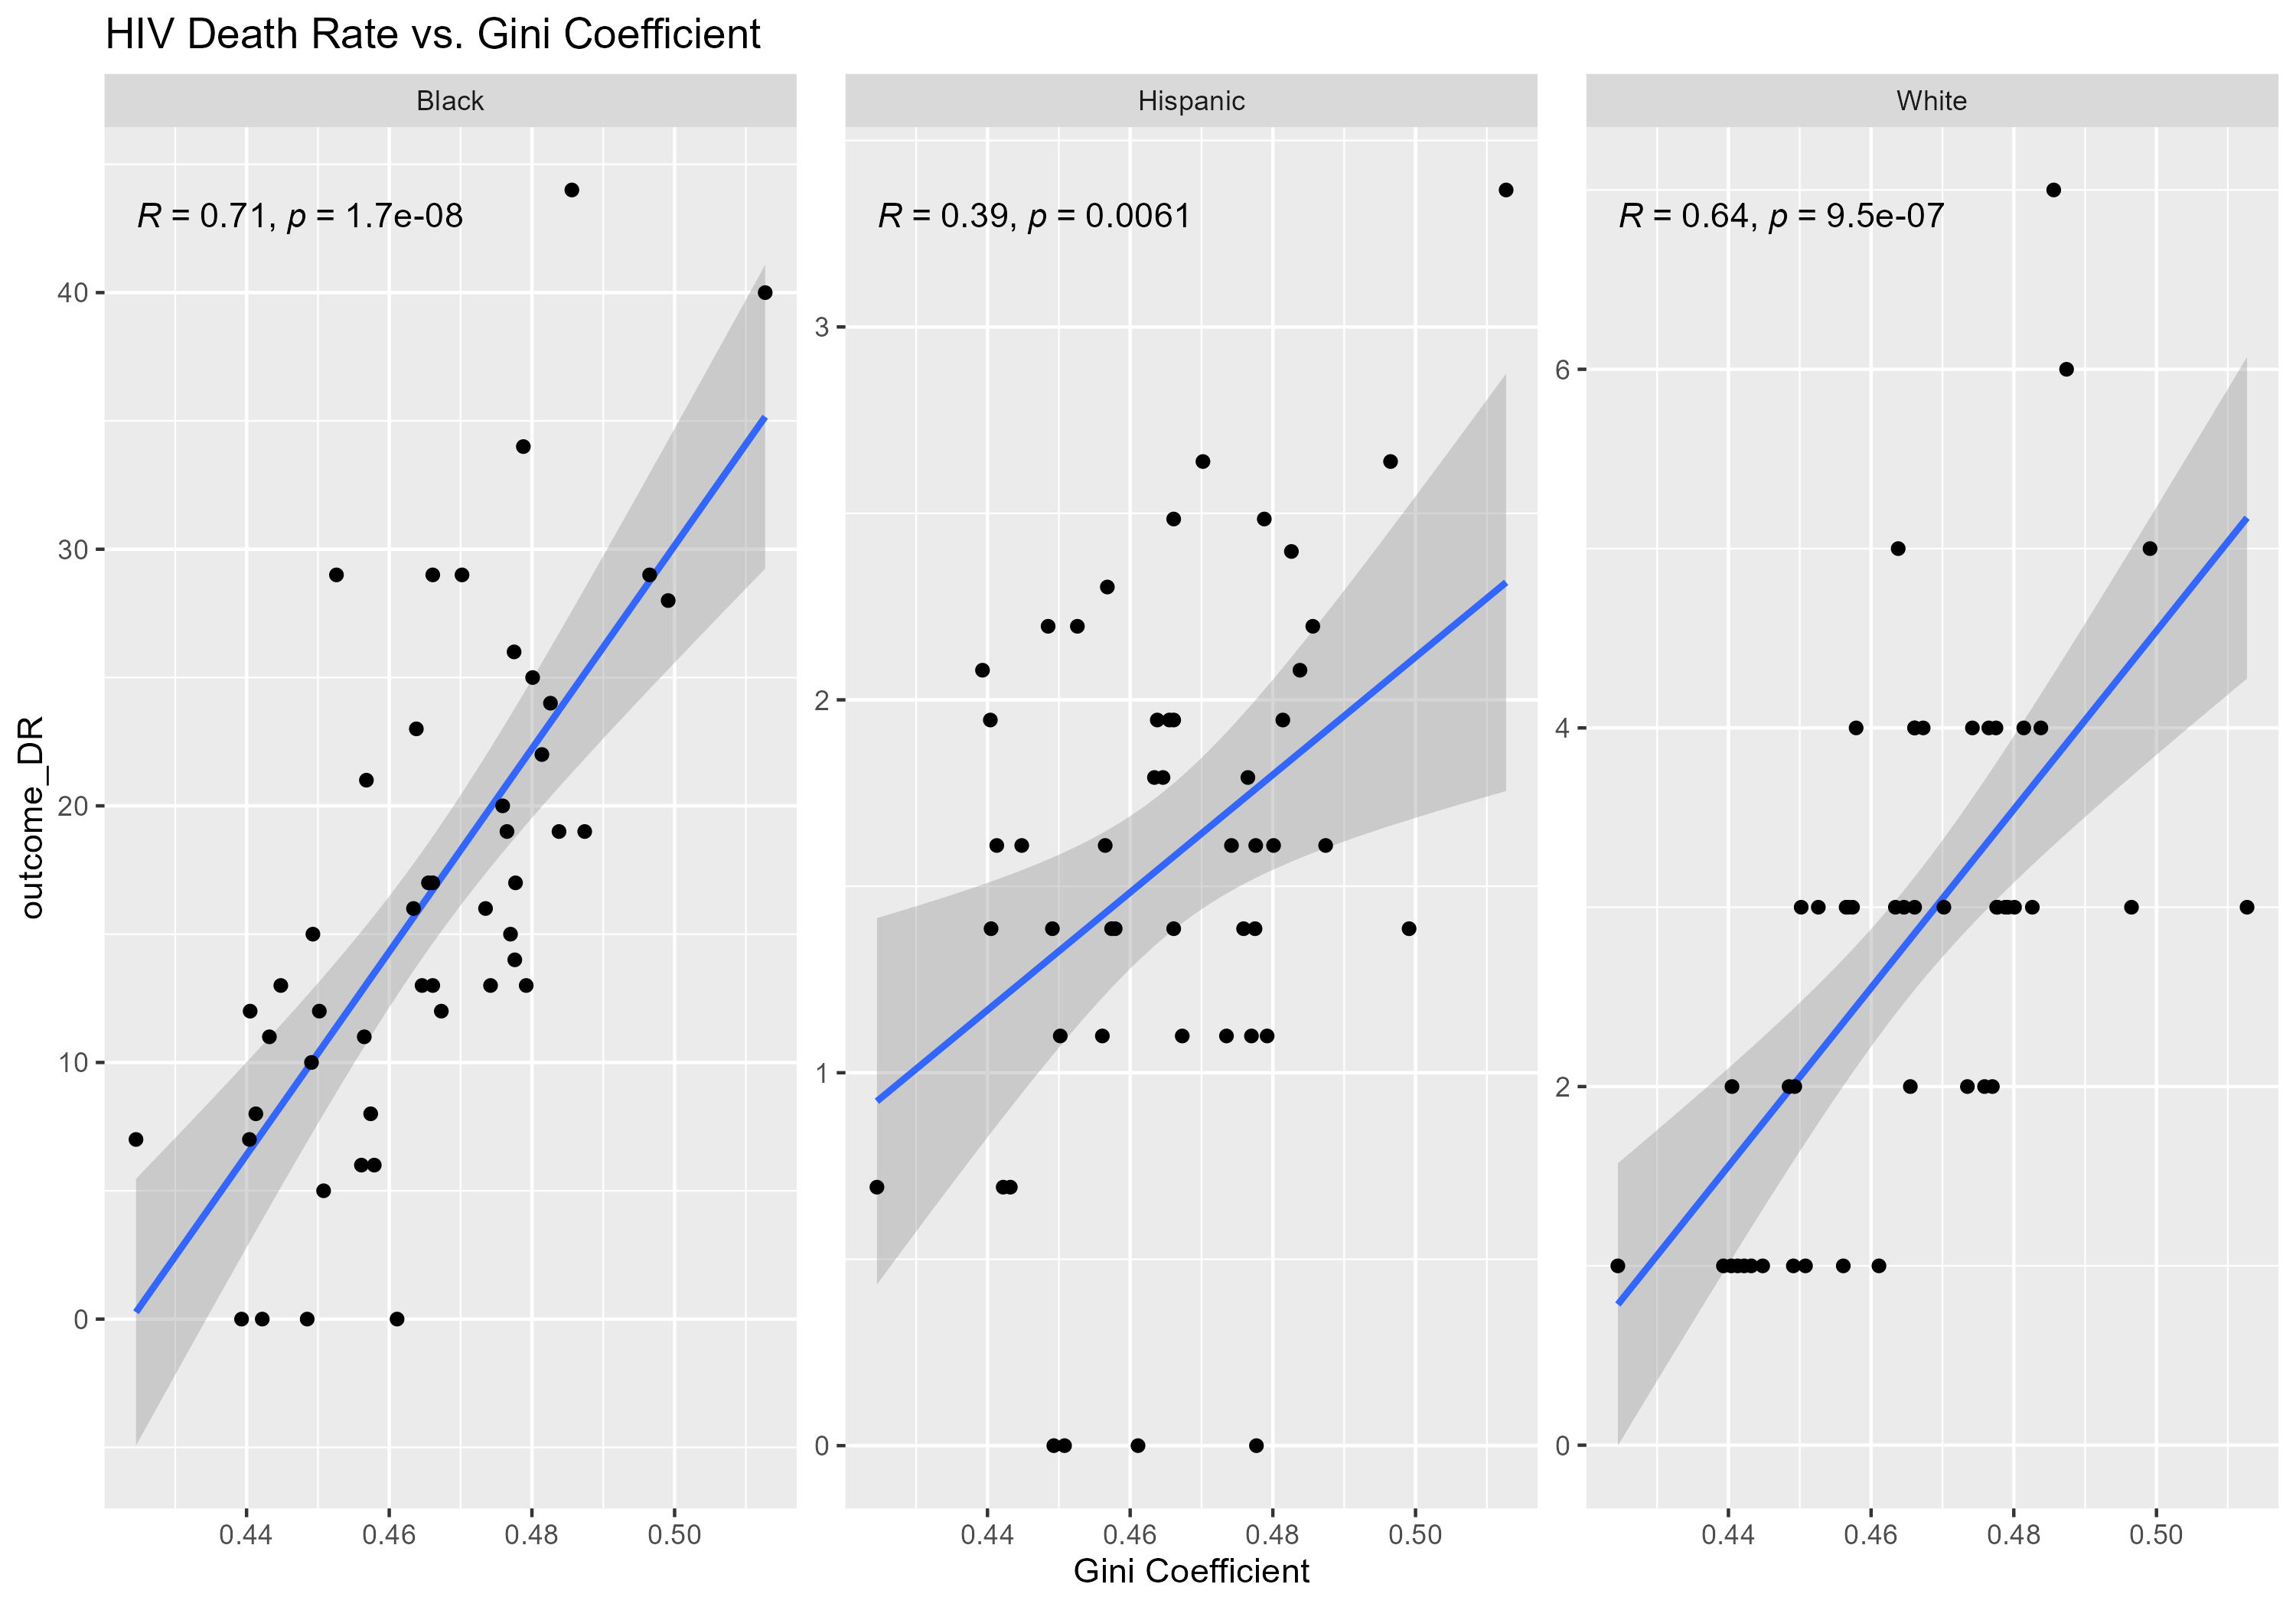 HIV Death Rate vs. Gini Coefficient
Black
Hispanic
White
R = 0.71, p = 1.7e-08
R = 0.39, p = 0.0061
R = 0.64, p = 9.5e-07
outcome_DR
40
30
20
10
0
3
2
1
0
6
4
2
0
0.44 0.46 0.48 0.50
0.44 0.46 0.48 0.50
0.44 0.46 0.48 0.50
Gini Coefficient